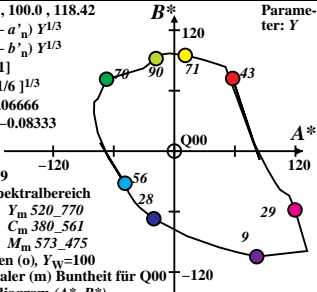 , 100.0 , 118.42
B*
Parame-
ter: Y
– a'n) Y1/3
– b'n) Y1/3
1]
1/6 ]1/3
.06666
–0.08333
120
70
90
71
43
Q00
A*
–120
120
9
56
28
29
9
pektralbereich
Ym 520_770
Cm 380_561
Mm 573_475
en (o), YW=100
aler (m) Buntheit für Q00
–120